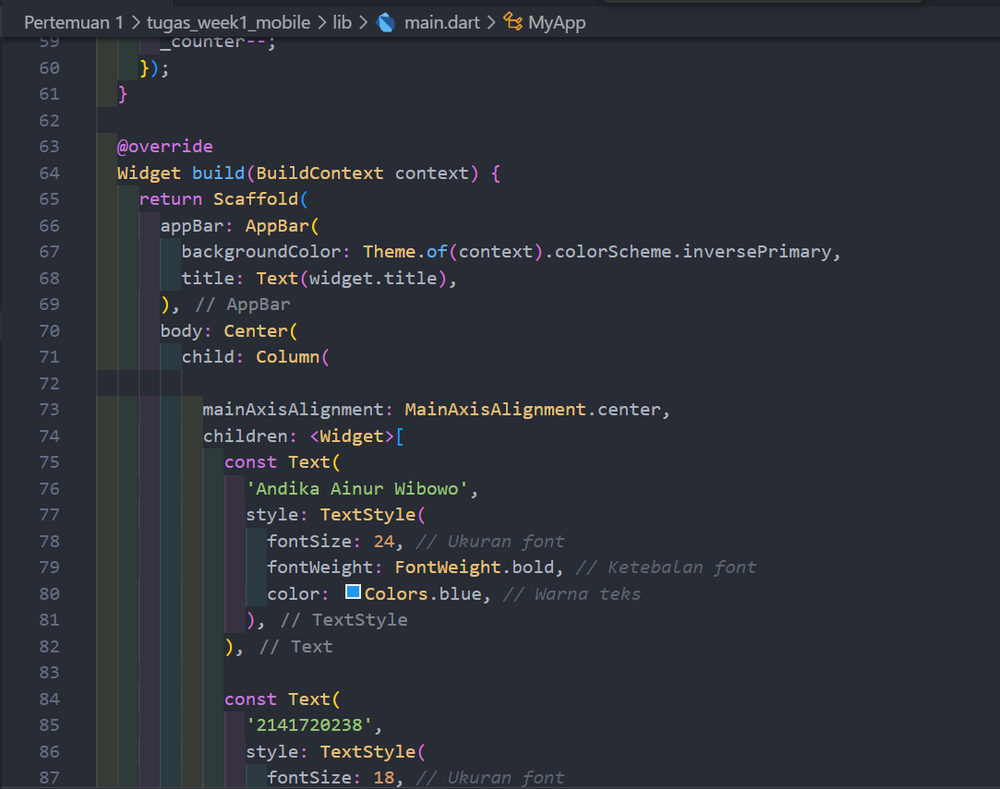 Pertemuan 1 > tugas_week1_mobile > lib > main.dart > MyApp
59 _counter--;
60 });
61 }
62
63 @override
64 Widget build(BuildContext context) {
65 return Scaffold(
66 appBar: AppBar(
67 backgroundColor: Theme.of(context).colorScheme.inversePrimary,
68 title: Text(widget.title),
69 ), // AppBar
70 body: Center(
71 child: Column(
72
73 mainAxisAlignment: MainAxisAlignment.center,
74 children: <Widget>[
75 const Text(
76 'Andika Ainur Wibowo',
77 style: TextStyle(
78 fontSize: 24, // Ukuran font
79 fontWeight: FontWeight.bold, // Ketebalan font
80 color: Colors.blue, // Warna teks
81 ), // TextStyle
82 ), // Text
83
84 const Text(
85 '2141720238',
86 style: TextStyle(
87 fontSize: 18, // Ukuran font